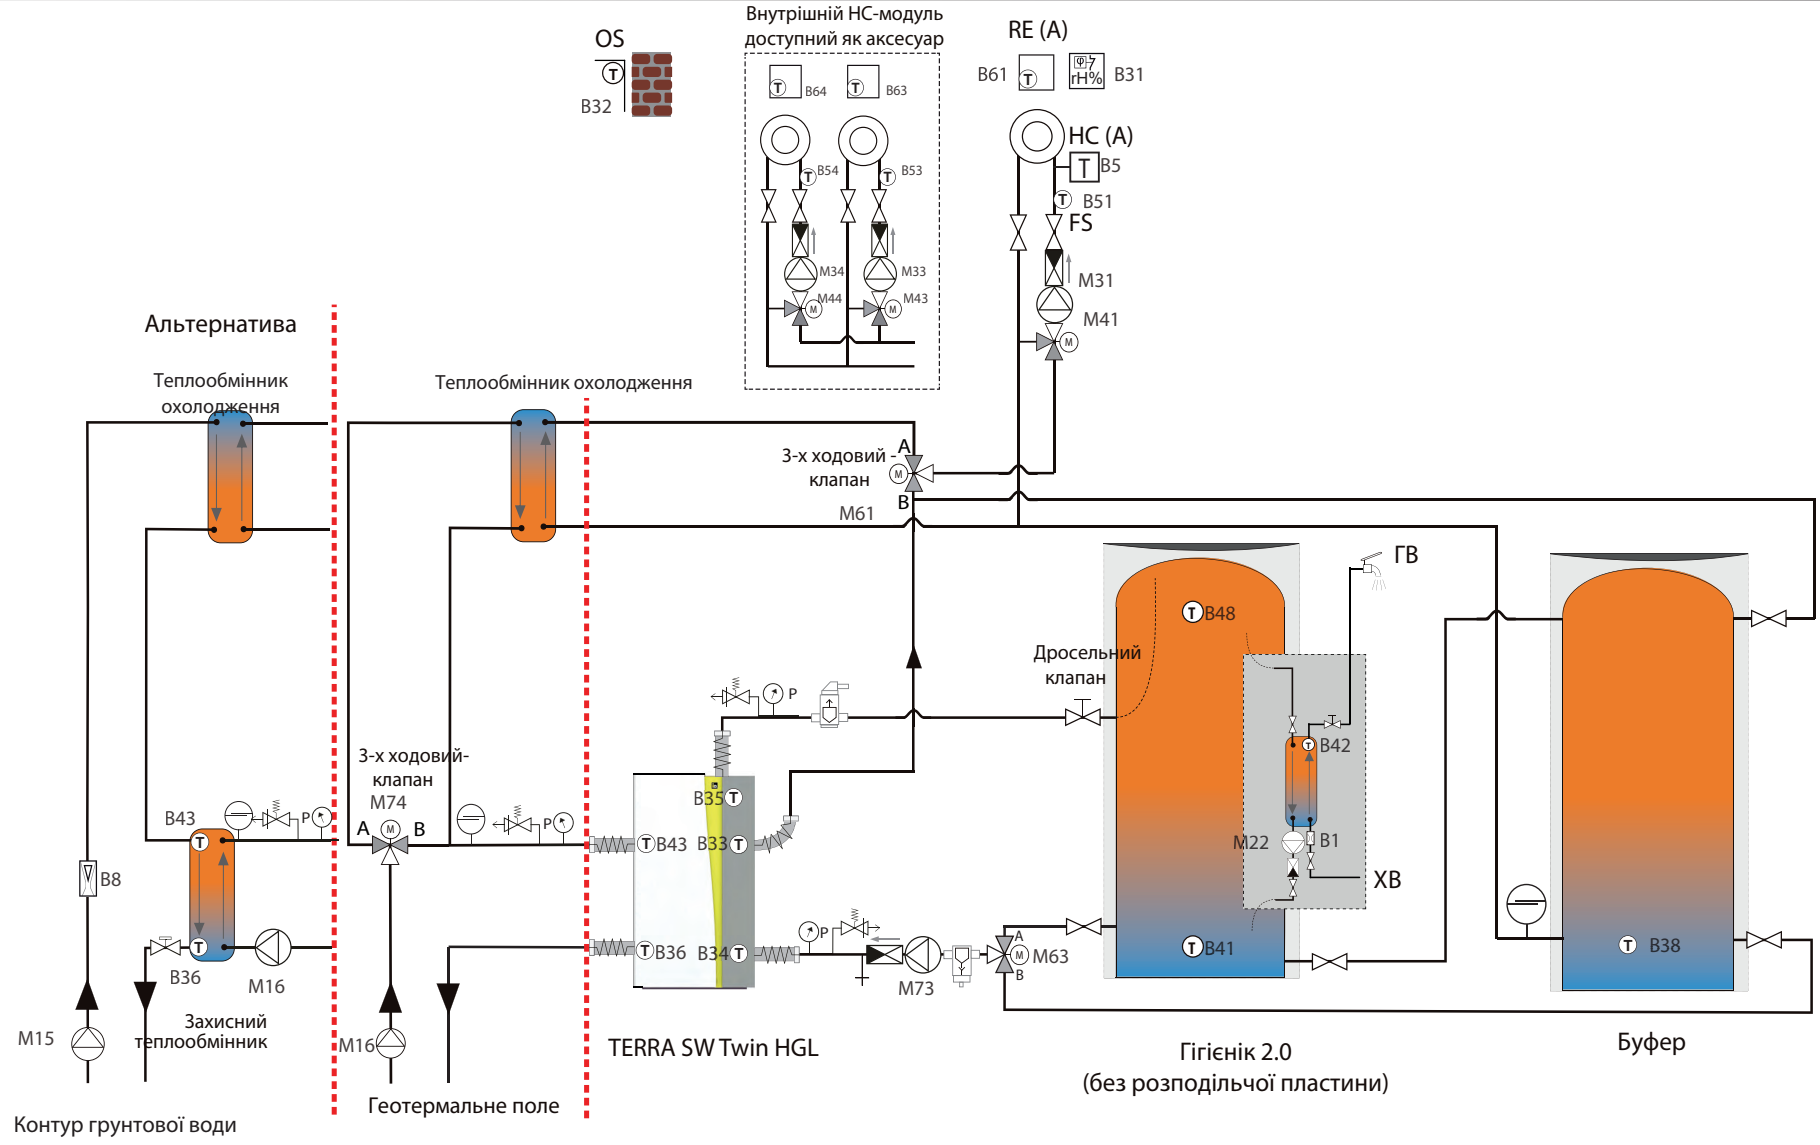 Внутрішній НС-модуль
доступний як аксесуар
OS
T
B32
T
B64
T
B63
RE (A)
B61
T
rH%
B31
HC (A)
T
B5
T
B54
T
B53
T
B51
FS
M34
M33
M31
M44
M
M43
M
M41
M
Альтернатива
Теплообмінник
охолодження
Теплообмінник охолодження
3-х ходовий -
клапан
A
M
B
M61
ГВ
T
B48
Дросельний
клапан
P
T
B42
3-х ходовий-
клапан
M74
A
M
B
B43
T
P
P
B35
T
T
B43
B33
T
M22
B1
ХВ
B8
T
B36
M16
T
B36
B34
T
P
M73
A
M
B
M63
T
B41
T
B38
M15
Захисний
теплообмінник
M16
TERRA SW Twin HGL
Гігієнік 2.0
(без розподільчої пластини)
Буфер
Геотермальне поле
Контур грунтової води